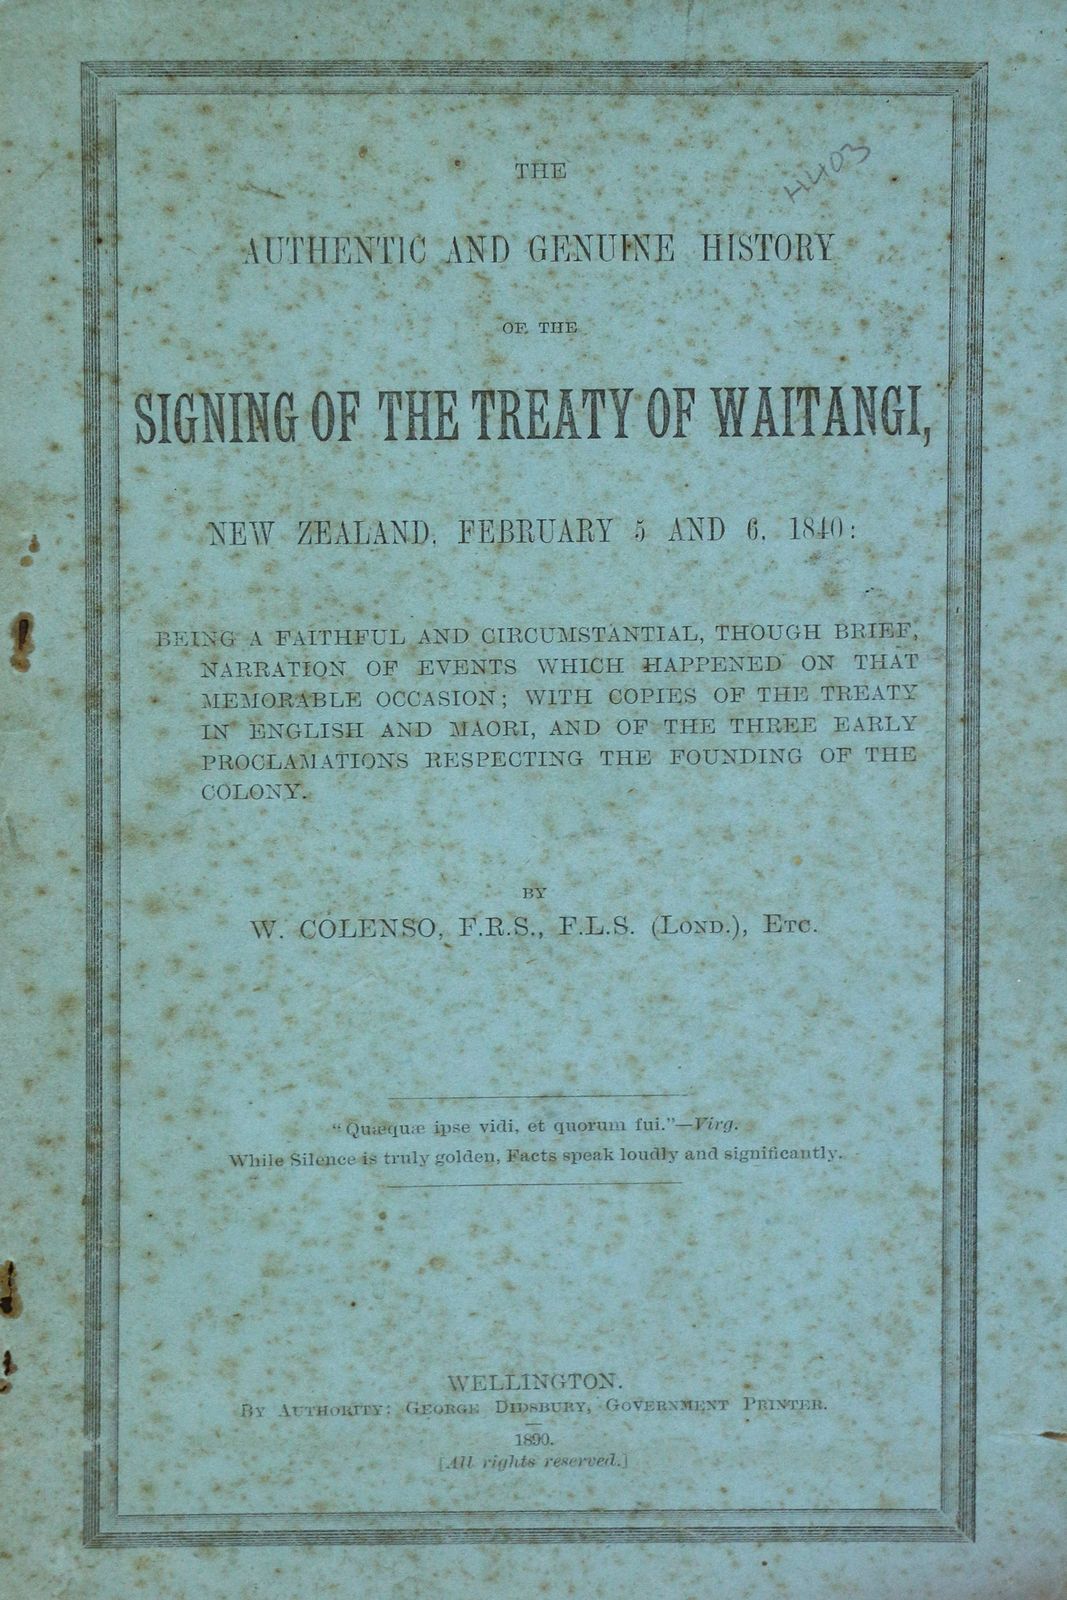 4403
THE
AUTHENTIC AND GENUINE HISTORY
OF THE
SIGNING OF THE TREATY OF WAITANGI,
NEW ZEALAND, FEBRUARY 5 AND 6, 1840:
BEING A FAITHFUL AND CIRCUMSTANTIAL, THOUGH BRIEF,
NARRATION OF EVENTS WHICH HAPPENED ON THAT
MEMORABLE OCCASION; WITH COPIES OF THE TREATY
IN ENGLISH AND MAORI, AND OF THE THREE EARLY
PROCLAMATIONS RESPECTING THE FOUNDING OF THE
COLONY.
BY
W. COLENSO, F.R.S., F.L.S. (LOND.), ETC.
"Quæquæ ipse vidi, et quorum fui."—Virg.
While Silence is truly golden, Facts speak loudly and significantly.
WELLINGTON.
BY AUTHORITY: GEORGE DIDSBURY, GOVERNMENT PRINTER.
1890.
[All rights reserved.]